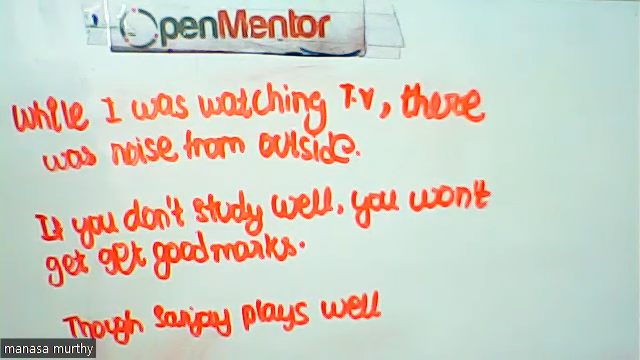 OpenMentor
While I was watching T.V, there
was noise from outside.
If you don't study well, you won't
get get good marks.
Though Sanjay plays well
manasa murthy